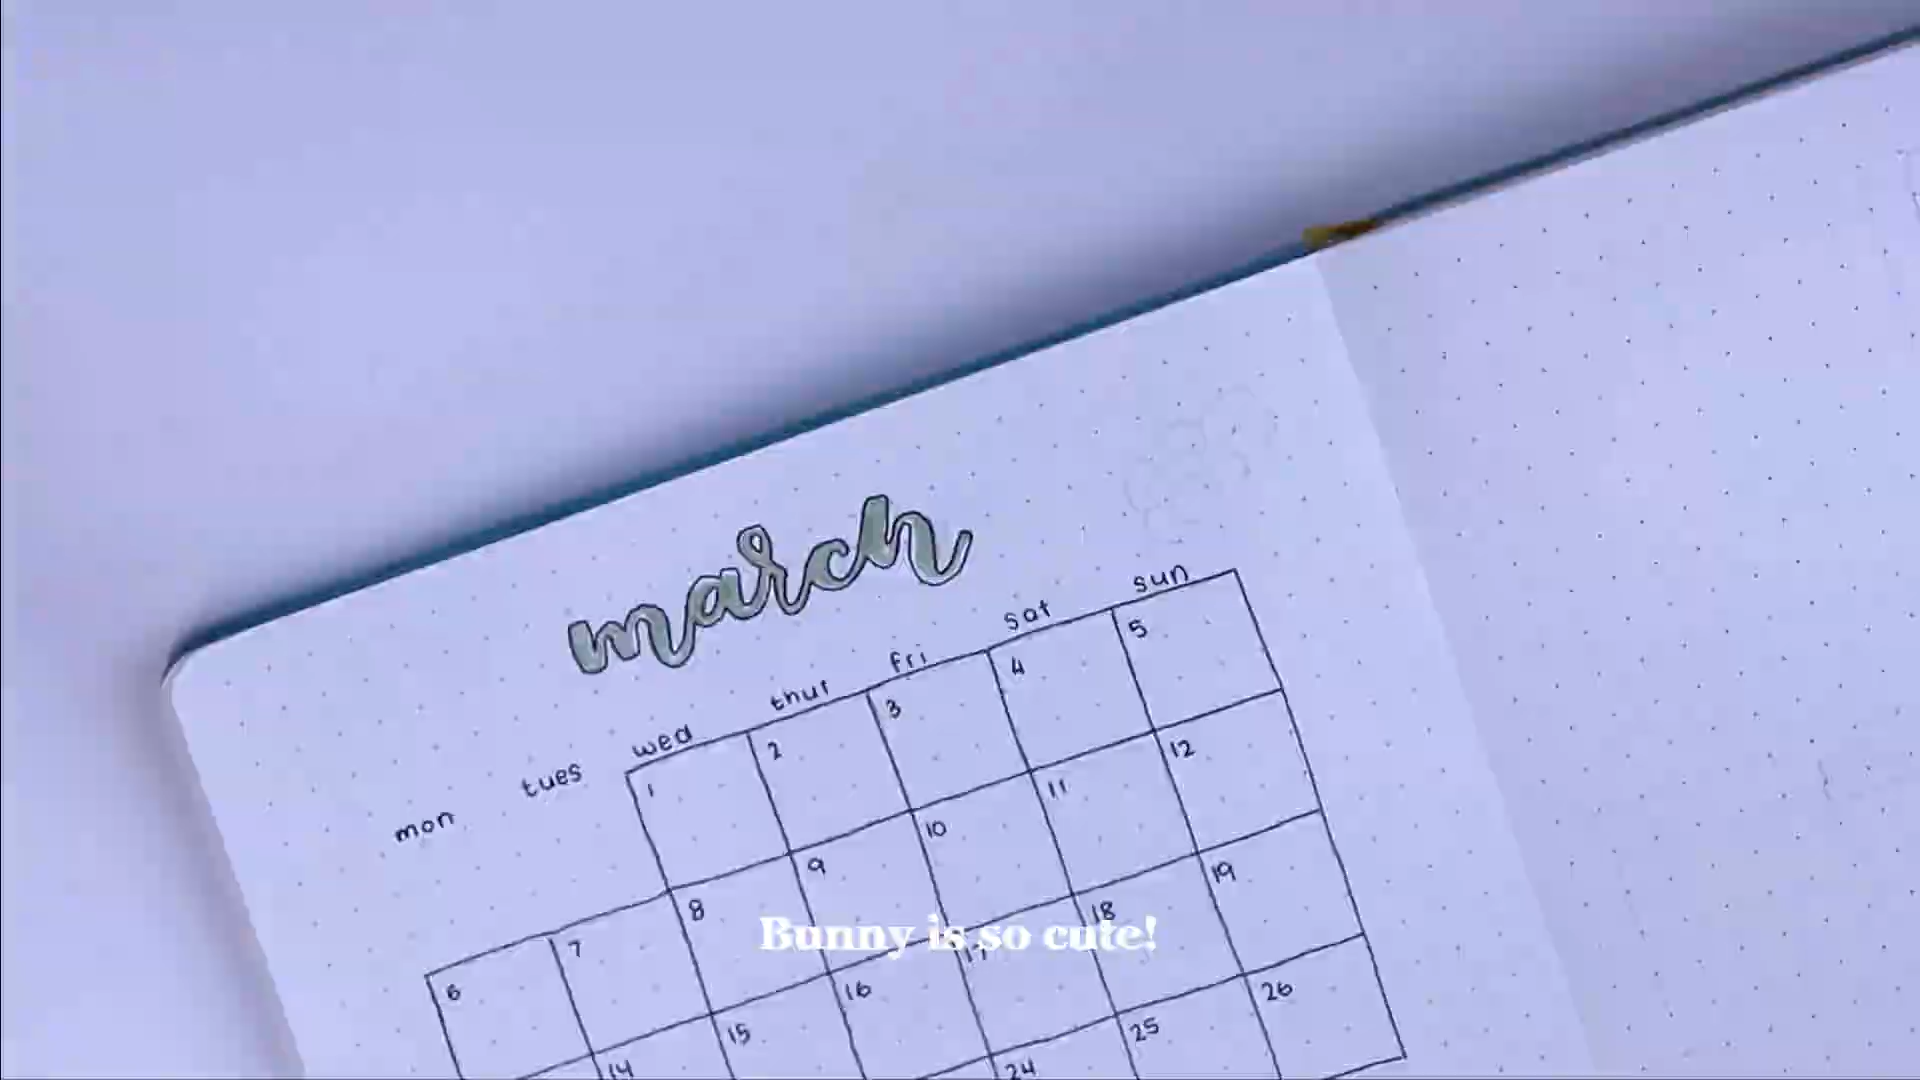 march
mon tues wed thur fri sat sun
1 2 3 4 5
6 7 8 9 10 11 12
14 15 16 17 18 19
24 25 26
Bunny is so cute!